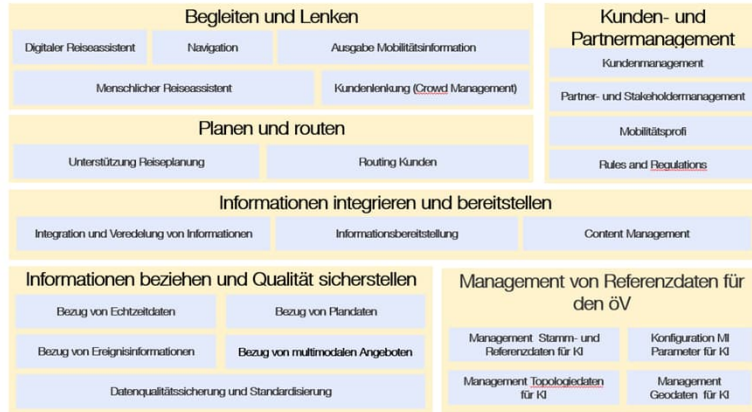 Begleiten und Lenken
Digitaler Reiseassistent
Navigation
Ausgabe Mobilitätsinformation
Menschlicher Reiseassistent
Kundenlenkung (Crowd Management)
Kunden- und
Partnermanagement
Kundenmanagement
Partner- und Stakeholdermanagement
Mobilitätsprofi
Rules and Regulations
Planen und routen
Unterstützung Reiseplanung
Routing Kunden
Informationen integrieren und bereitstellen
Integration und Veredelung von Informationen
Informationsbereitstellung
Content Management
Informationen beziehen und Qualität sicherstellen
Bezug von Echtzeitdaten
Bezug von Plandaten
Bezug von Ereignisinformationen
Bezug von multimodalen Angeboten
Datenqualitätssicherung und Standardisierung
Management von Referenzdaten für
den öV
Management Stamm- und
Referenzdaten für KI
Konfiguration MI
Parameter für KI
Management Topologiedaten
für KI
Management
Geodaten für KI